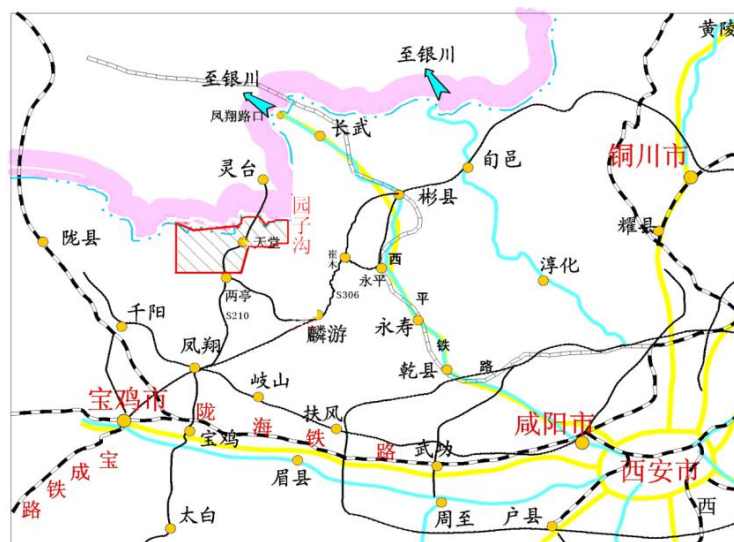 黄陵
至银川
至银川
凤翔路口
长武
铜川市
旬邑
灵台
彬县
园子沟
耀县
陇县
天堂
崔木
西平铁路
永平
淳化
两亭
S306
千阳
S210
麟游
永寿
凤翔
乾县
岐山
宝鸡市
扶风
咸阳市
陇海铁路
宝鸡
武功
西安市
眉县
宝成铁路
周至
户县
西
太白